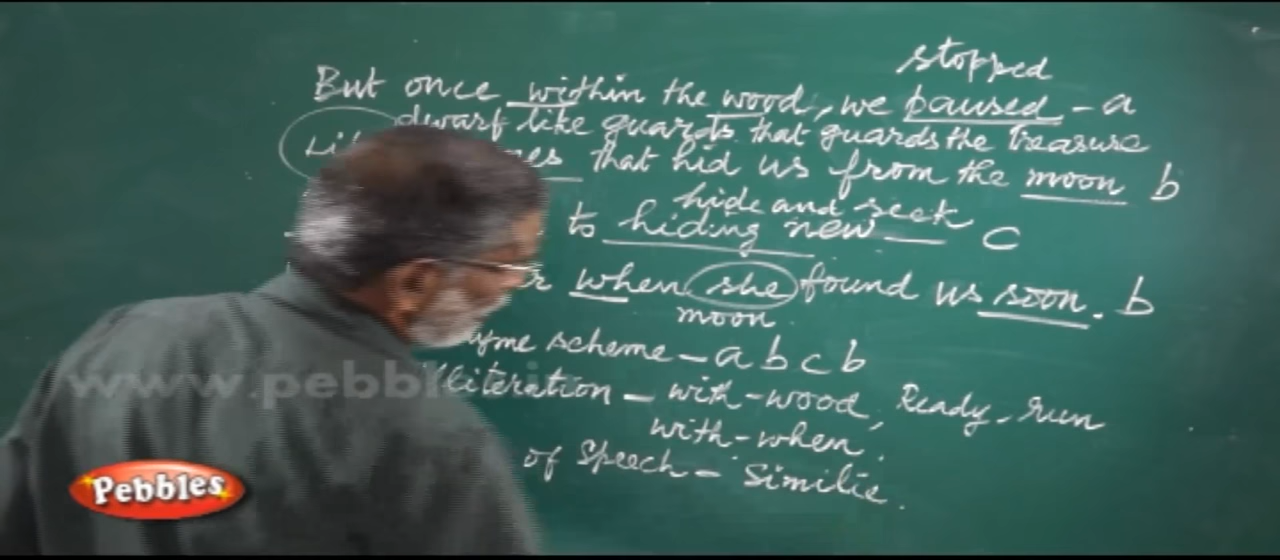 stopped
But once within the wood, we paused - a
dwarf like guards that guards the treasure
that hid us from the moon b
hide and seek
to hiding new c
when she found us soon. b
moon
scheme - a b c b
- with-wood, Ready-run
with-when.
of Speech - Similie.
www.pebbl
Pebbles